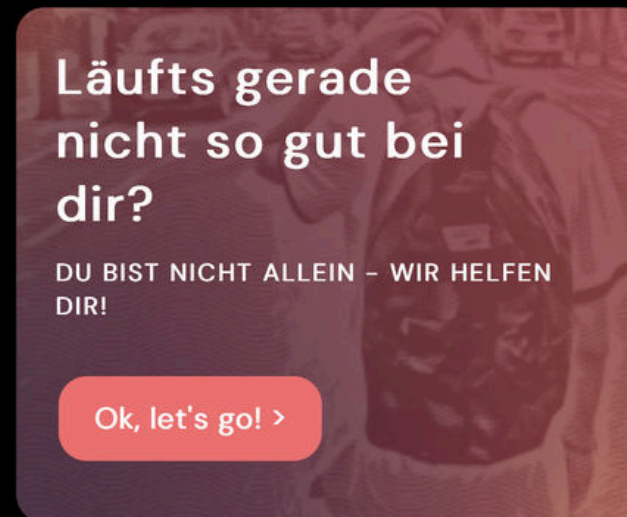 Läufts gerade
nicht so gut bei
dir?
DU BIST NICHT ALLEIN – WIR HELFEN
DIR!
Ok, let's go! >